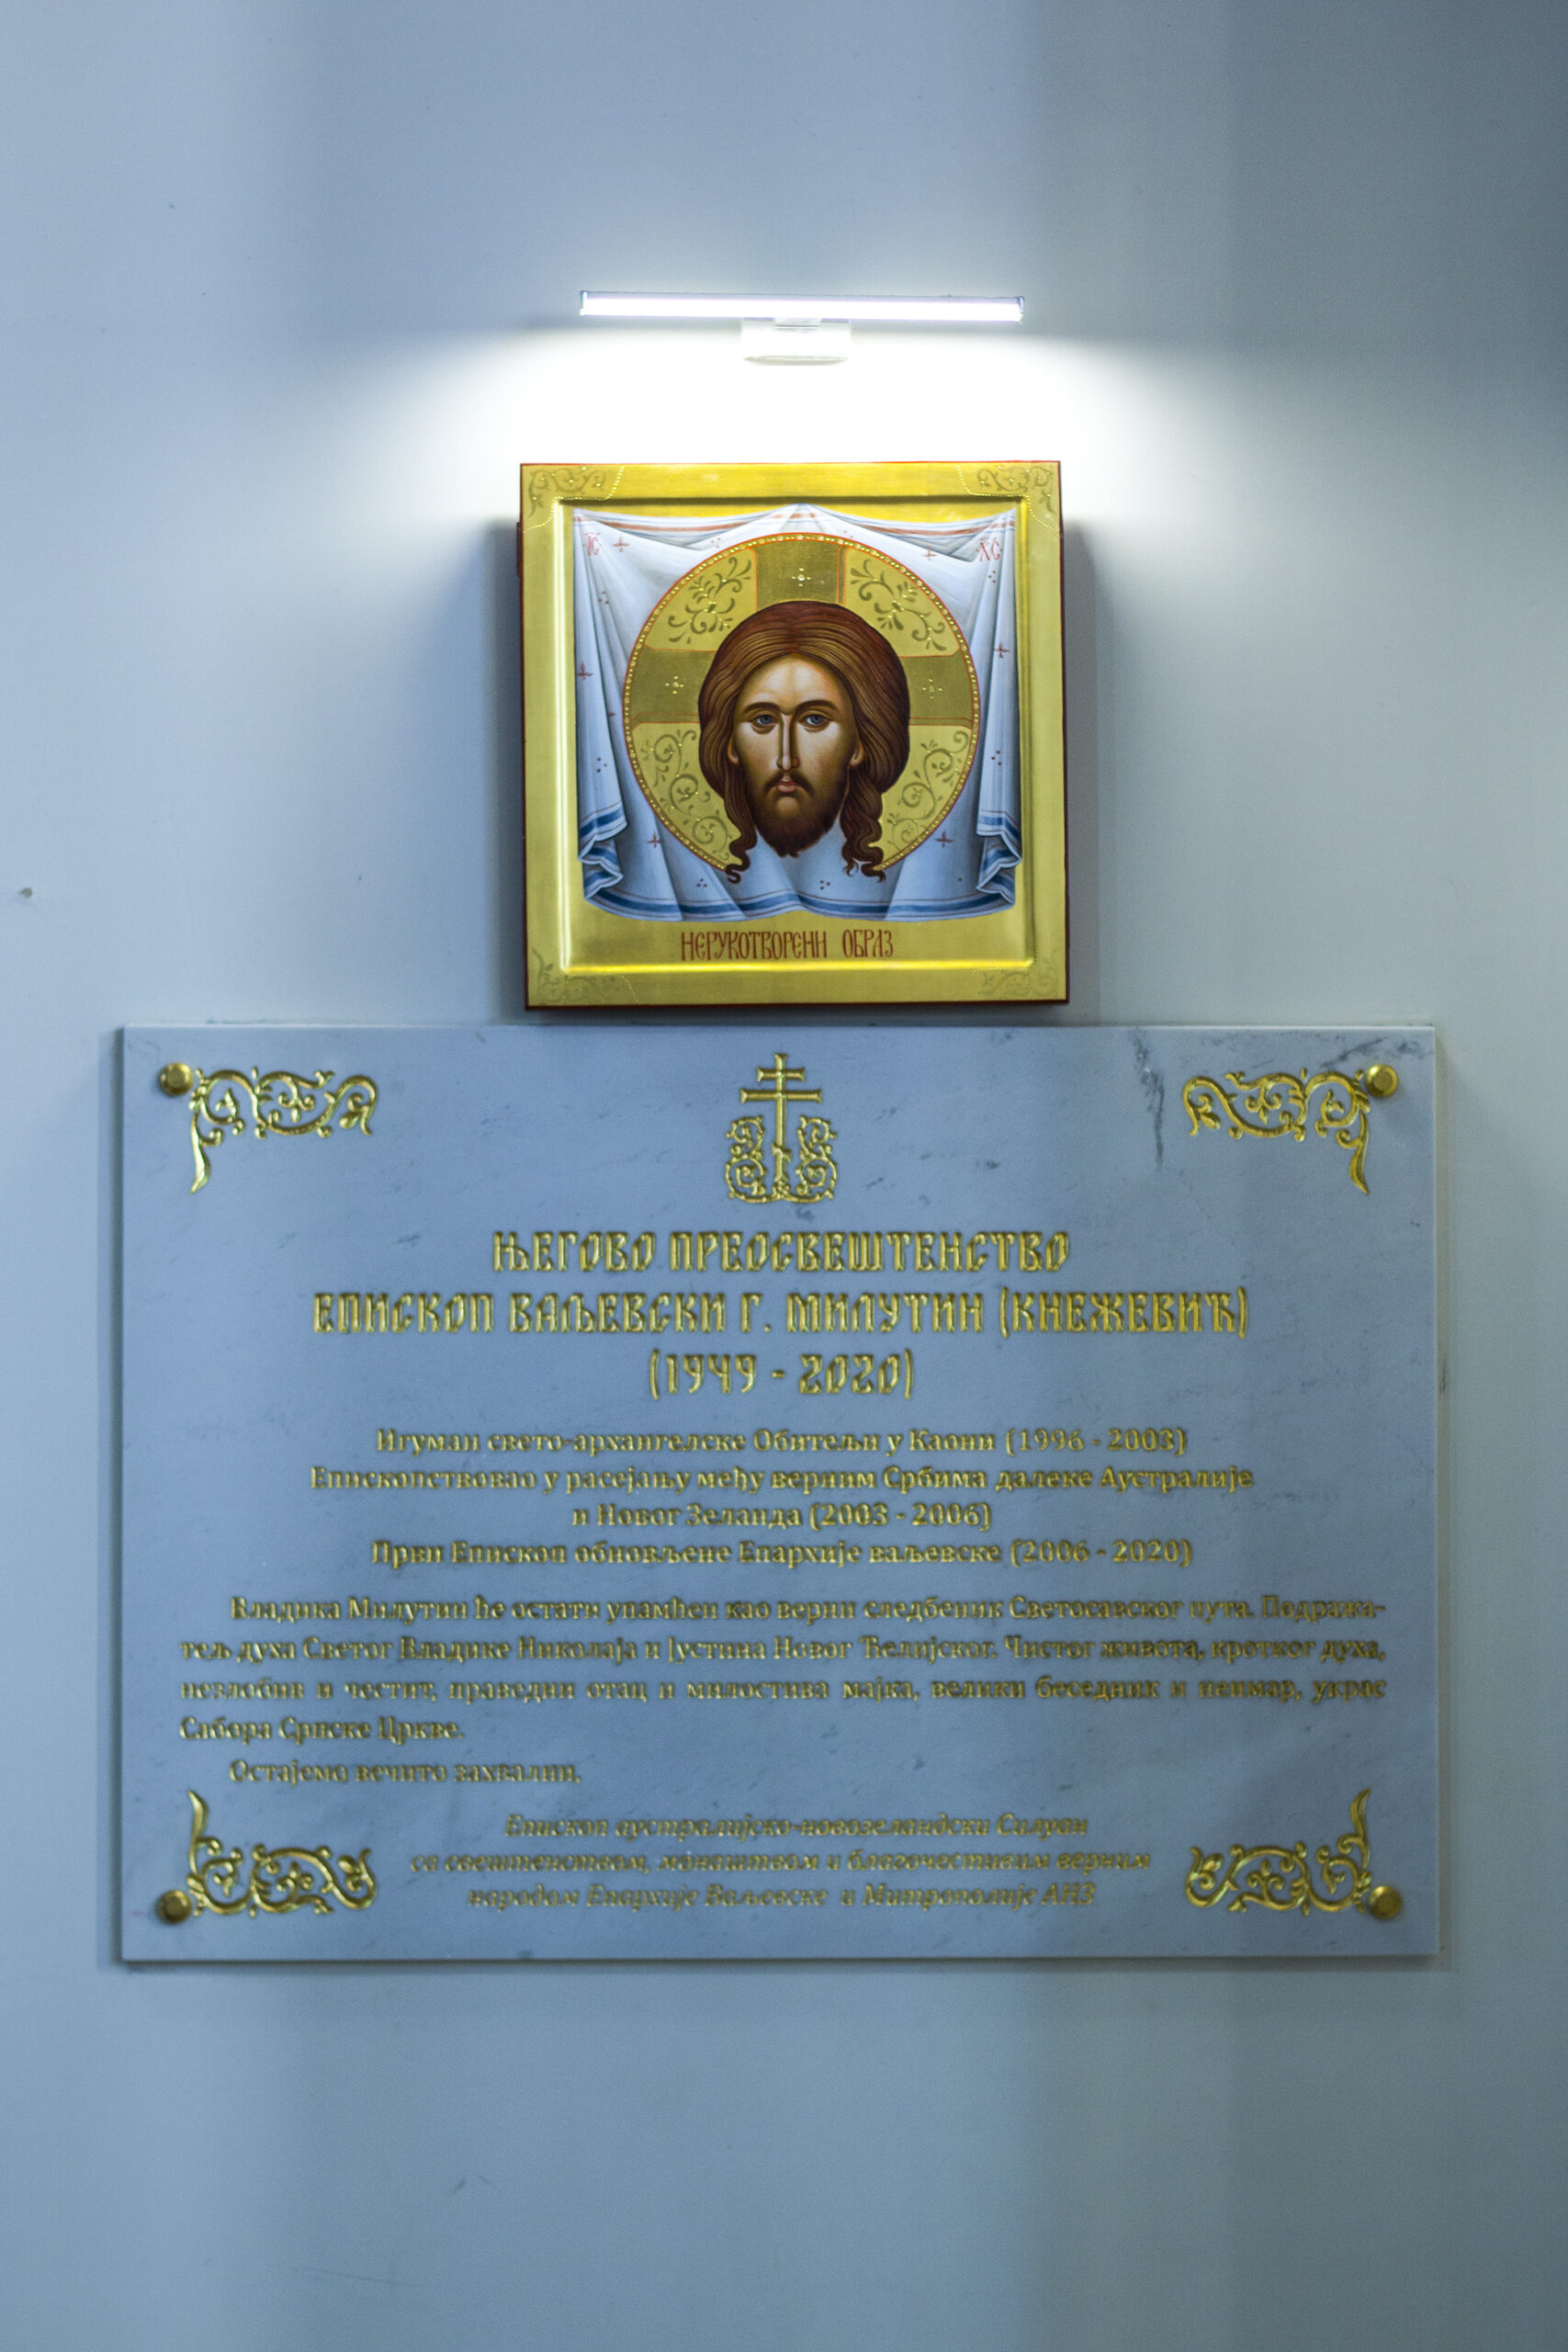 ІС ХС
НЕРУКОТВОРЕНИ ОБРАЗ
ЊЕГОВО ПРЕОСВЕШТЕНСТВО
ЕПИСКОП ВАЉЕВСКИ Г. МИЛУТИН (КНЕЖЕВИЋ)
(1949 - 2020)
Игуман свето-архангелске Обитељи у Каони (1996 - 2003)
Епископствовао у расејању међу верним Србима далеке Аустралије
и Новог Зеланда (2003 - 2006)
Први Епископ обновљене Епархије ваљевске (2006 - 2020)
Владика Милутин ће остати упамћен као верни следбеник Светосавског пута. Подража-
тељ духа Светог Владике Николаја и Јустина Новог Ћелијског. Чистог живота, кротког духа,
незлобив и честит, праведни отац и милостива мајка, велики беседник и неимар, украс
Сабора Српске Цркве.
Остајемо вечито захвални,
Епископ аустралијско-новозеландски Силуан
са свештенством, монаштвом и благочестивим верним
народом Епархије Ваљевске и Митрополије АНЗ